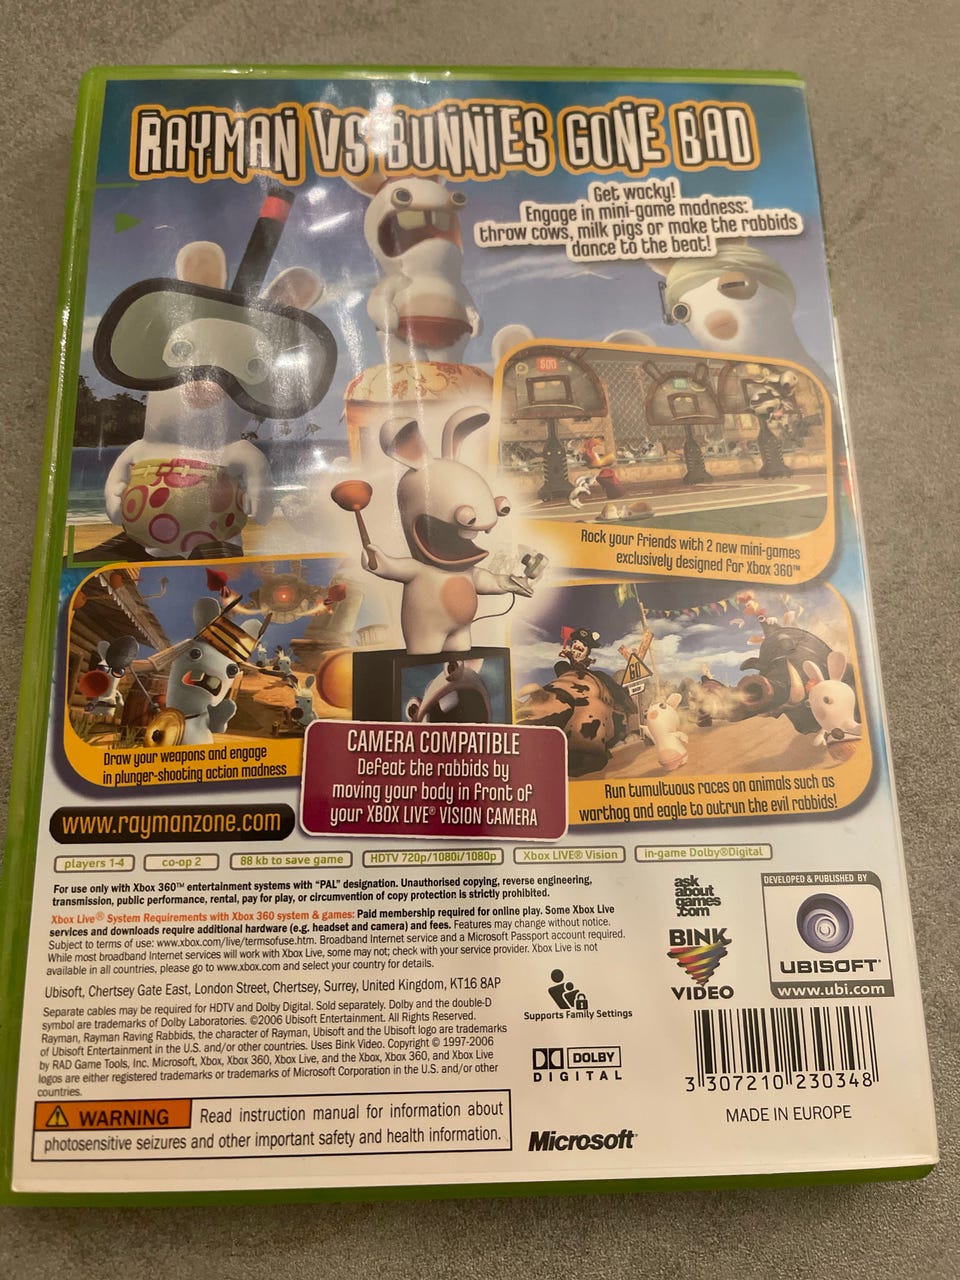 RAYMAN VS BUNNIES GONE BAD
Get wacky!
Engage in mini-game madness:
throw cows, milk pigs or make the rabbids
dance to the beat!
500
Rock your friends with 2 new mini-games
exclusively designed for Xbox 360™
GO
Draw your weapons and engage
in plunger-shooting action madness
CAMERA COMPATIBLE
Defeat the rabbids by
moving your body in front of
your XBOX LIVE® VISION CAMERA
Run tumultuous races on animals such as
warthog and eagle to outrun the evil rabbids!
www.raymanzone.com
players 1-4
co-op 2
88 kb to save game
HDTV 720p/1080i/1080p
Xbox LIVE® Vision
in-game Dolby®Digital
For use only with Xbox 360™ entertainment systems with “PAL” designation. Unauthorised copying, reverse engineering,
transmission, public performance, rental, pay for play, or circumvention of copy protection is strictly prohibited.
Xbox Live® System Requirements with Xbox 360 system & games: Paid membership required for online play. Some Xbox Live
services and downloads require additional hardware (e.g. headset and camera) and fees. Features may change without notice.
Subject to terms of use: www.xbox.com/live/termsofuse.htm. Broadband Internet service and a Microsoft Passport account required.
While most broadband Internet services will work with Xbox Live, some may not; check with your service provider. Xbox Live is not
available in all countries, please go to www.xbox.com and select your country for details.
Ubisoft, Chertsey Gate East, London Street, Chertsey, Surrey, United Kingdom, KT16 8AP
Separate cables may be required for HDTV and Dolby Digital. Sold separately. Dolby and the double-D
symbol are trademarks of Dolby Laboratories. ©2006 Ubisoft Entertainment. All Rights Reserved.
Rayman, Rayman Raving Rabbids, the character of Rayman, Ubisoft and the Ubisoft logo are trademarks
of Ubisoft Entertainment in the U.S. and/or other countries. Uses Bink Video. Copyright © 1997-2006
by RAD Game Tools, Inc. Microsoft, Xbox, Xbox 360, Xbox Live, and the Xbox, Xbox 360, and Xbox Live
logos are either registered trademarks or trademarks of Microsoft Corporation in the U.S. and/or other
countries.
WARNING Read instruction manual for information about
photosensitive seizures and other important safety and health information.
Supports Family Settings
DOLBY
DIGITAL
Microsoft®
ask
about
games
.com
BINK
VIDEO
DEVELOPED & PUBLISHED BY
UBISOFT®
www.ubi.com
3 307210 230348
MADE IN EUROPE